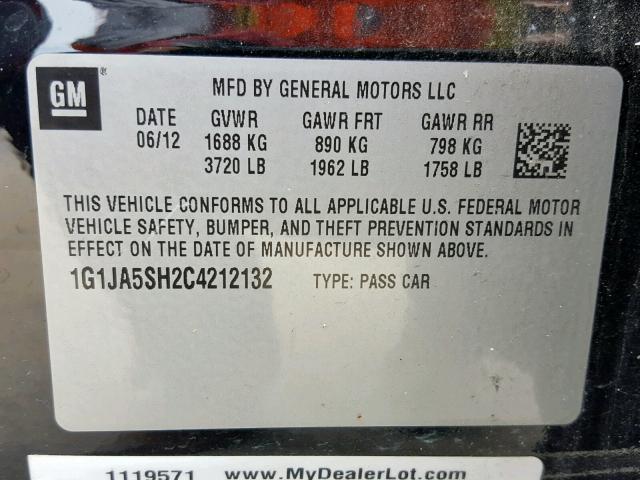 GM ®
MFD BY GENERAL MOTORS LLC
DATE GVWR GAWR FRT GAWR RR
06/12 1688 KG 890 KG 798 KG
3720 LB 1962 LB 1758 LB
THIS VEHICLE CONFORMS TO ALL APPLICABLE U.S. FEDERAL MOTOR
VEHICLE SAFETY, BUMPER, AND THEFT PREVENTION STANDARDS IN
EFFECT ON THE DATE OF MANUFACTURE SHOWN ABOVE.
1G1JA5SH2C4212132 TYPE: PASS CAR
1119571 www.MyDealerLot.com